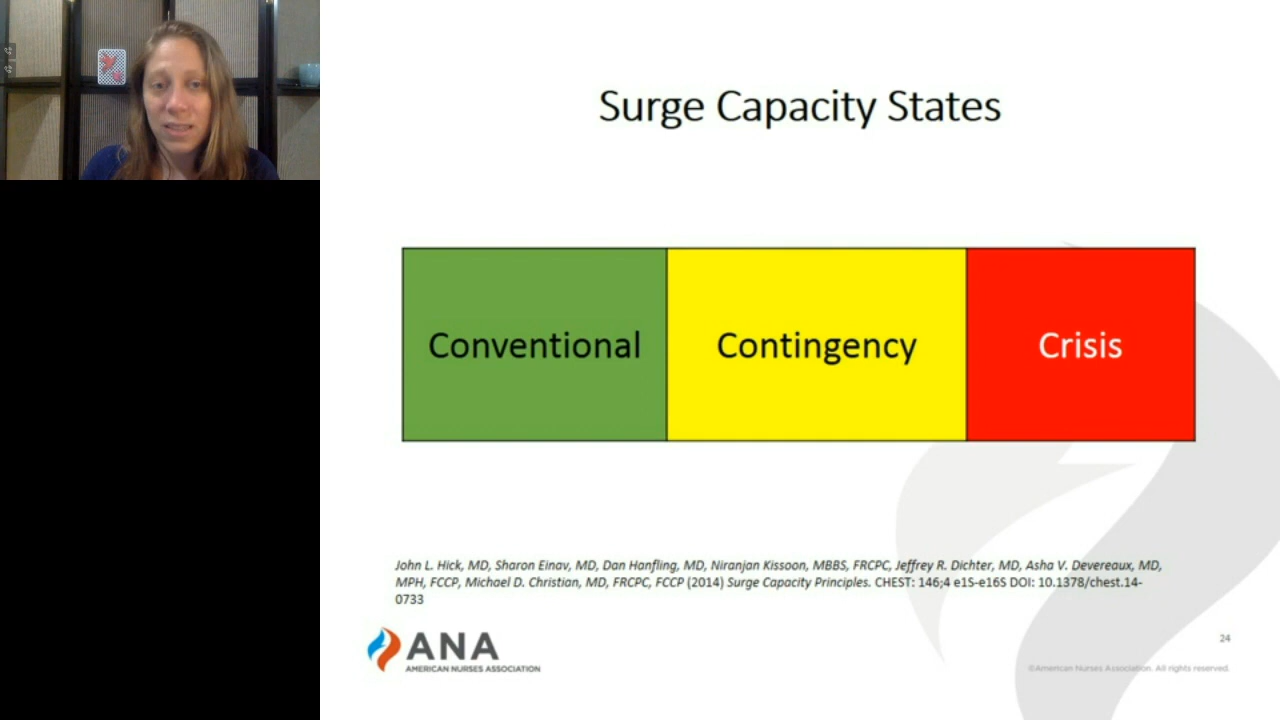 Surge Capacity States
Conventional
Contingency
Crisis
John L. Hick, MD, Sharon Einav, MD, Dan Hanfling, MD, Niranjan Kissoon, MBBS, FRCPC, Jeffrey R. Dichter, MD, Asha V. Devereaux, MD,
MPH, FCCP, Michael D. Christian, MD, FRCPC, FCCP (2014) Surge Capacity Principles. CHEST: 146;4 e1S-e16S DOI: 10.1378/chest.14-
0733
ANA
AMERICAN NURSES ASSOCIATION
24
©American Nurses Association. All rights reserved.